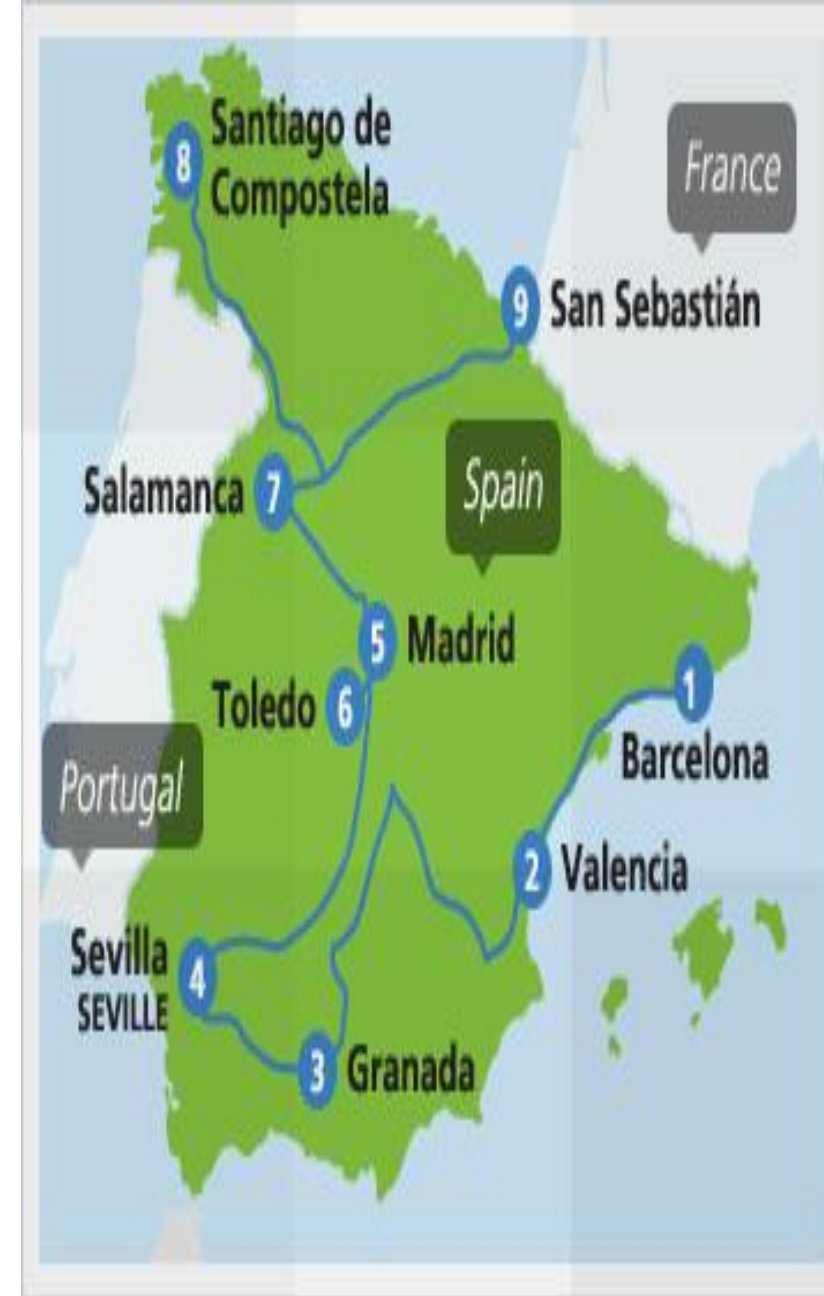 Santiago de
Compostela
8
France
9 San Sebastián
Salamanca 7
Spain
5 Madrid
Toledo 6
1
Barcelona
Portugal
2 Valencia
Sevilla
SEVILLE
4
3 Granada